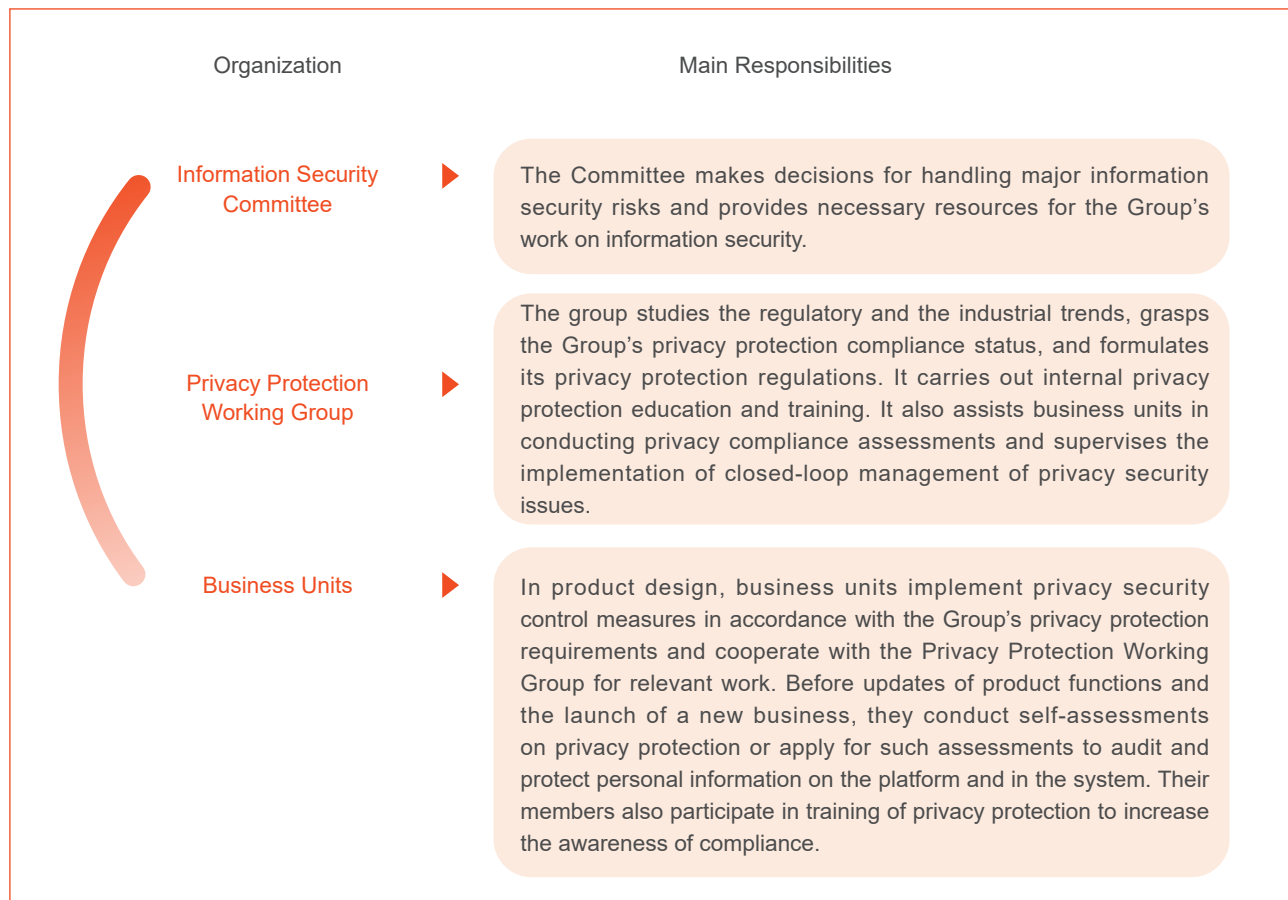 Organization
Main Responsibilities
Information Security
Committee
The Committee makes decisions for handling major information
security risks and provides necessary resources for the Group’s
work on information security.
Privacy Protection
Working Group
The group studies the regulatory and the industrial trends, grasps
the Group’s privacy protection compliance status, and formulates
its privacy protection regulations. It carries out internal privacy
protection education and training. It also assists business units in
conducting privacy compliance assessments and supervises the
implementation of closed-loop management of privacy security
issues.
Business Units
In product design, business units implement privacy security
control measures in accordance with the Group’s privacy protection
requirements and cooperate with the Privacy Protection Working
Group for relevant work. Before updates of product functions and
the launch of a new business, they conduct self-assessments
on privacy protection or apply for such assessments to audit and
protect personal information on the platform and in the system. Their
members also participate in training of privacy protection to increase
the awareness of compliance.